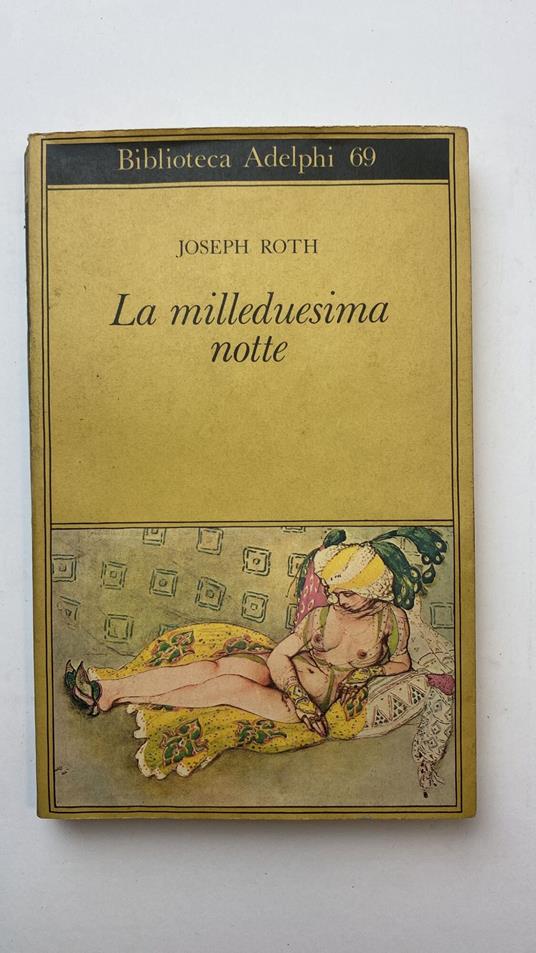 Biblioteca Adelphi 69
JOSEPH ROTH
La milleduesima
notte